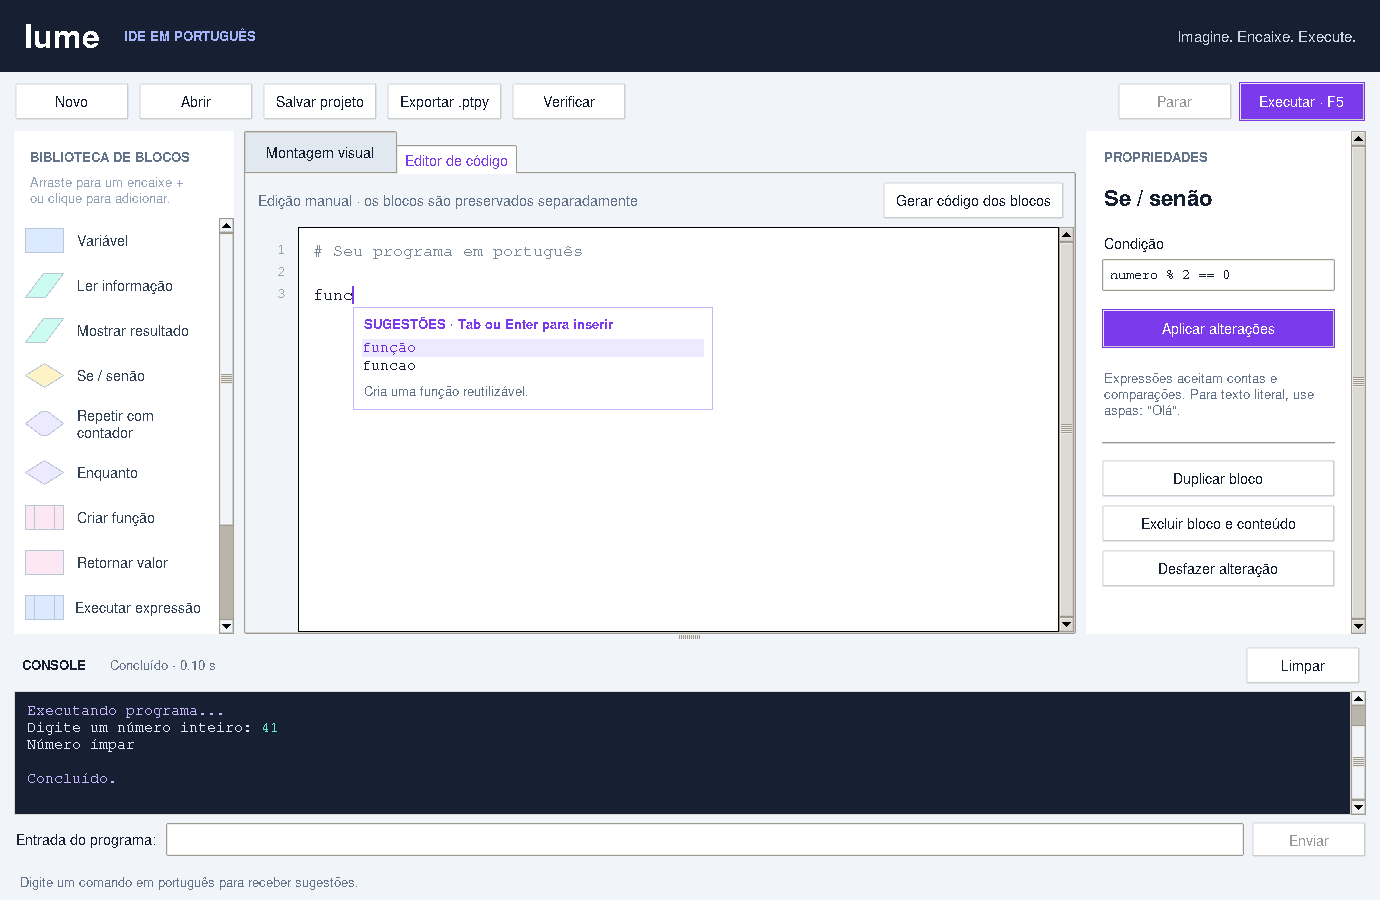 lume
IDE EM PORTUGUÊS
Imagine. Encaixe. Execute.
Novo
Abrir
Salvar projeto
Exportar .ptpy
Verificar
Parar
Executar · F5
BIBLIOTECA DE BLOCOS
Arraste para um encaixe +
ou clique para adicionar.
Variável
Ler informação
Mostrar resultado
Se / senão
Repetir com
contador
Enquanto
Criar função
Retornar valor
Executar expressão
Montagem visual
Editor de código
Edição manual · os blocos são preservados separadamente
Gerar código dos blocos
1 # Seu programa em português
2
3 func
SUGESTÕES · Tab ou Enter para inserir
função
funcao
Cria uma função reutilizável.
PROPRIEDADES
Se / senão
Condição
numero % 2 == 0
Aplicar alterações
Expressões aceitam contas e
comparações. Para texto literal, use
aspas: "Olá".
Duplicar bloco
Excluir bloco e conteúdo
Desfazer alteração
CONSOLE
Concluído · 0.10 s
Limpar
Executando programa...
Digite um número inteiro: 41
Número ímpar
Concluído.
Entrada do programa:
Enviar
Digite um comando em português para receber sugestões.